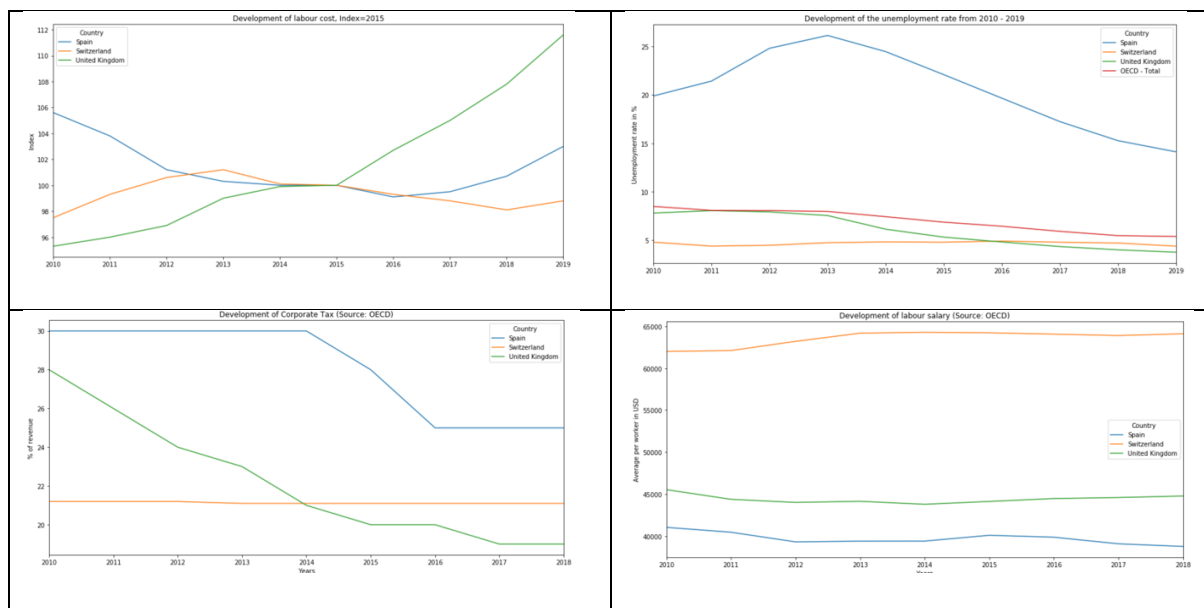 Development of labour cost, Index=2015
Country
Spain
Switzerland
United Kingdom
Index
112
110
108
106
104
102
100
98
96
2010 2011 2012 2013 2014 2015 2016 2017 2018 2019
Development of the unemployment rate from 2010 - 2019
Country
Spain
Switzerland
United Kingdom
OECD - Total
Unemployment rate in %
25
20
15
10
5
2010 2011 2012 2013 2014 2015 2016 2017 2018 2019
Development of Corporate Tax (Source: OECD)
Country
Spain
Switzerland
United Kingdom
% of revenue
30
28
26
24
22
20
2010 2011 2012 2013 2014 2015 2016 2017 2018
Years
Development of labour salary (Source: OECD)
Country
Spain
Switzerland
United Kingdom
Average per worker in USD
65000
60000
55000
50000
45000
40000
2010 2011 2012 2013 2014 2015 2016 2017 2018
Years